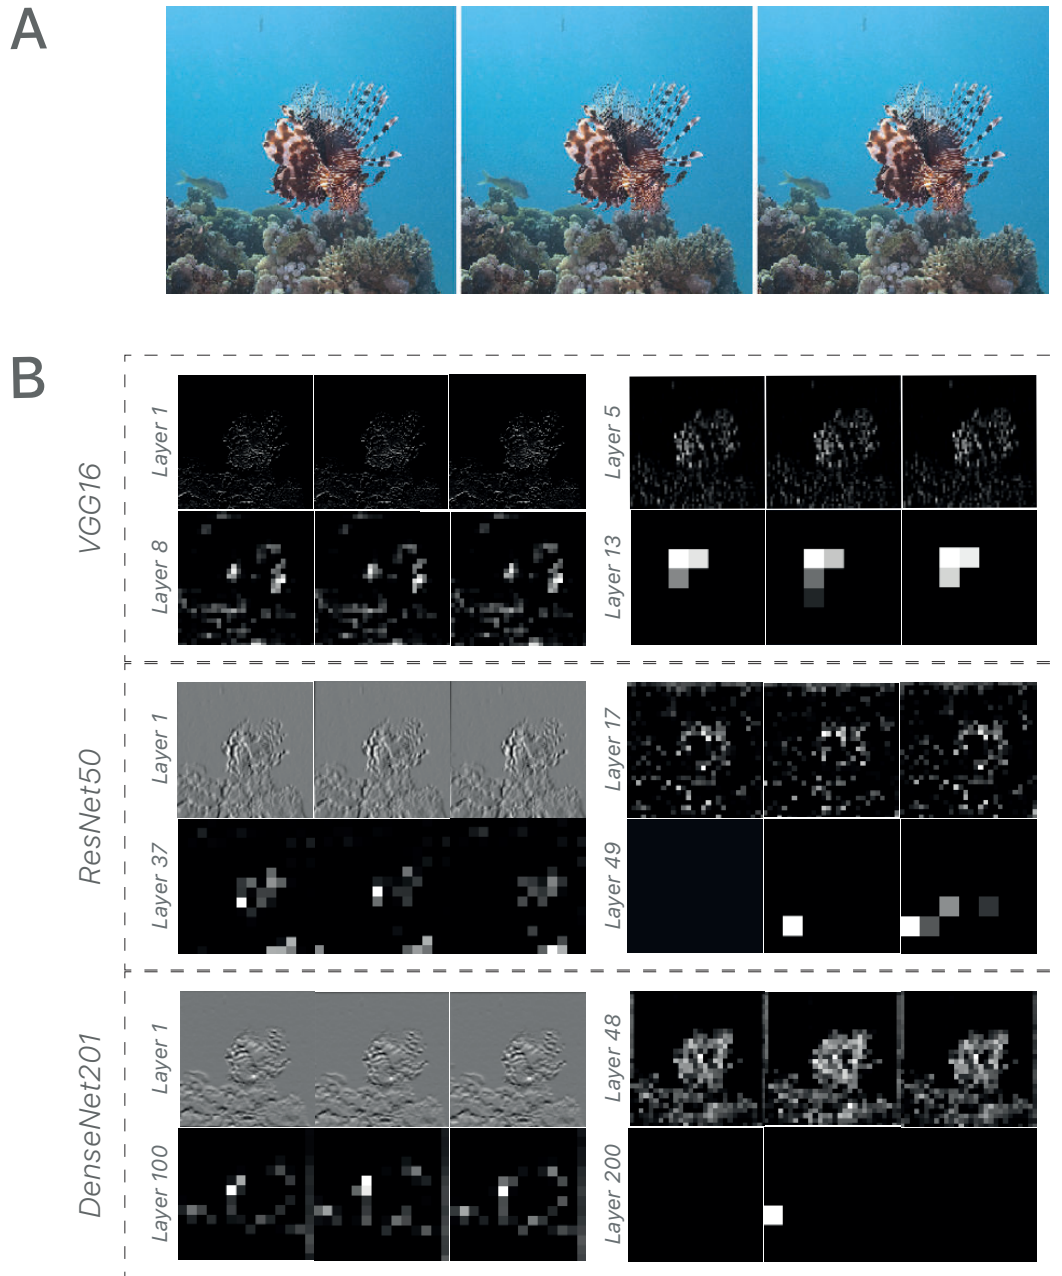 A
B
VGG16
Layer 1
Layer 5
Layer 8
Layer 13
ResNet50
Layer 1
Layer 17
Layer 37
Layer 49
DenseNet201
Layer 1
Layer 48
Layer 100
Layer 200